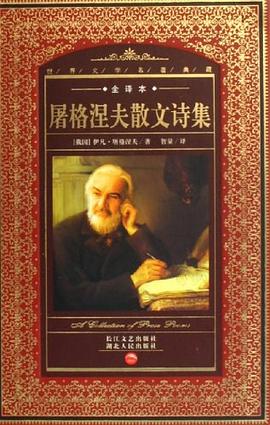 世界文学名著典藏
全译本
屠格涅夫散文诗集
[俄国] 伊凡·屠格涅夫 / 著 智量 / 译
A Collection of Prose Poems
长江文艺出版社
湖北人民出版社